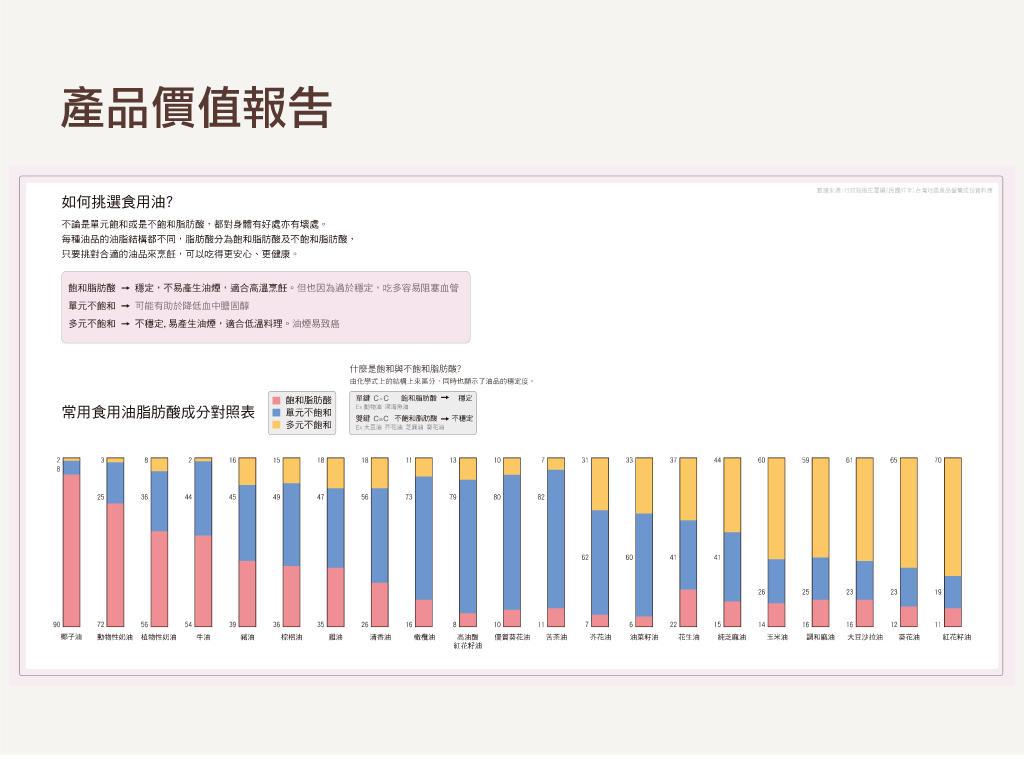 產品價值報告
數據來源:行政院衛生署編(民國87年)台灣地區食品營養成份資料庫
如何挑選食用油?
不論是單元飽和或是不飽和脂肪酸，都對身體有好處亦有壞處。
每種油品的油脂結構都不同，脂肪酸分為飽和脂肪酸及不飽和脂肪酸，
只要挑對合適的油品來烹飪，可以吃得更安心、更健康。
飽和脂肪酸 → 穩定，不易產生油煙，適合高溫烹飪。但也因為過於穩定，吃多容易阻塞血管
單元不飽和 → 可能有助於降低血中膽固醇
多元不飽和 → 不穩定, 易產生油煙，適合低溫料理。油煙易致癌
什麼是飽和與不飽和脂肪酸?
由化學式上的結構上來區分，同時也顯示了油品的穩定度。
常用食用油脂肪酸成分對照表
飽和脂肪酸
單元不飽和
多元不飽和
單鍵 C-C 飽和脂肪酸 → 穩定
Ex 動物油 深海魚油
雙鍵 C=C 不飽和脂肪酸 → 不穩定
Ex 大豆油 芥花油 芝麻油 葵花油
2 3 8 2 16 15 18 18 11 13 10 7 31 33 37 44 60 59 61 65 70
8 25 36 44 45 49 47 56 73 79 80 82 62 60 41 41 26 25 23 23 19
90 72 56 54 39 36 35 26 16 8 10 11 7 6 22 15 14 16 16 12 11
椰子油 動物性奶油 植物性奶油 牛油 豬油 棕梠油 雞油 清香油 橄欖油 高油酸 優質葵花油 苦茶油 芥花油 油菜籽油 花生油 純芝麻油 玉米油 調和麻油 大豆沙拉油 葵花油 紅花籽油
紅花籽油